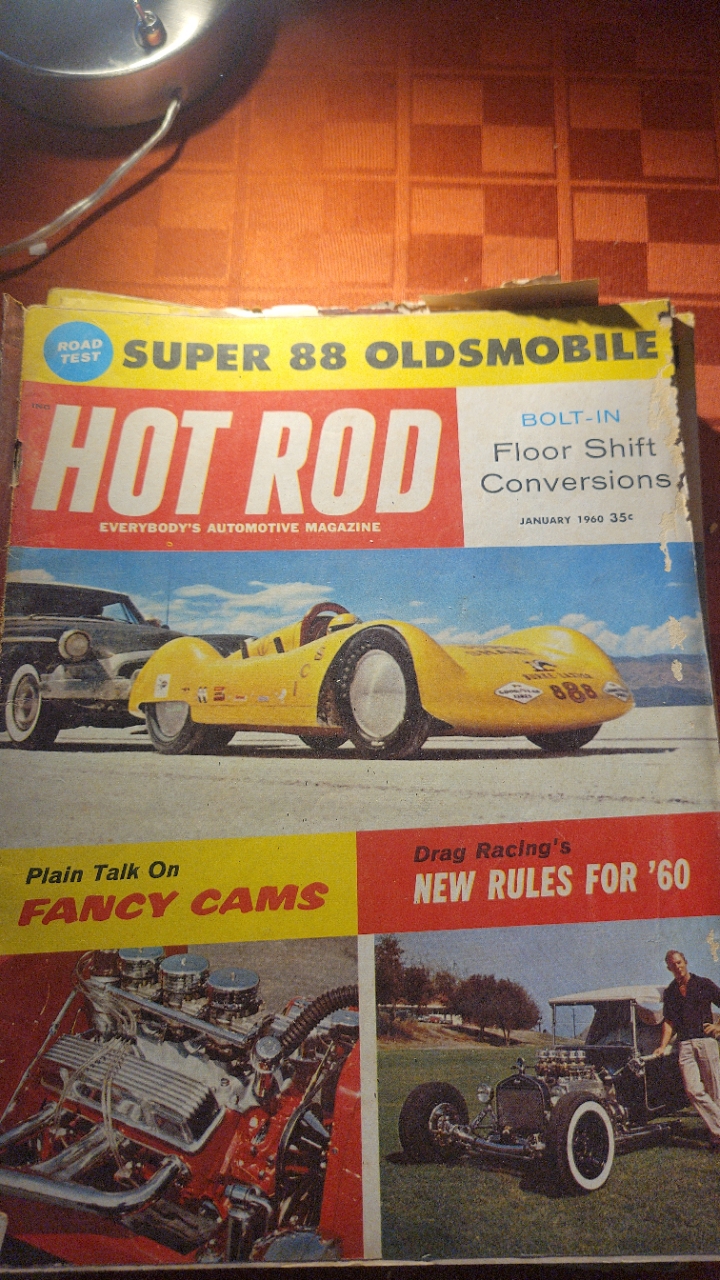 ROAD
TEST
SUPER 88 OLDSMOBILE
HOT ROD
EVERYBODY'S AUTOMOTIVE MAGAZINE
BOLT-IN
Floor Shift
Conversions
JANUARY 1960 35c
888
Plain Talk On
FANCY CAMS
Drag Racing's
NEW RULES FOR '60